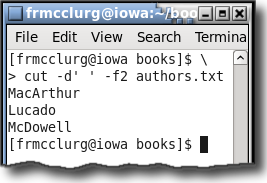 frmcclurg@iowa:~/boo
File Edit View Search Termina
[frmcclurg@iowa books]$ \
> cut -d' ' -f2 authors.txt
MacArthur
Lucado
McDowell
[frmcclurg@iowa books]$